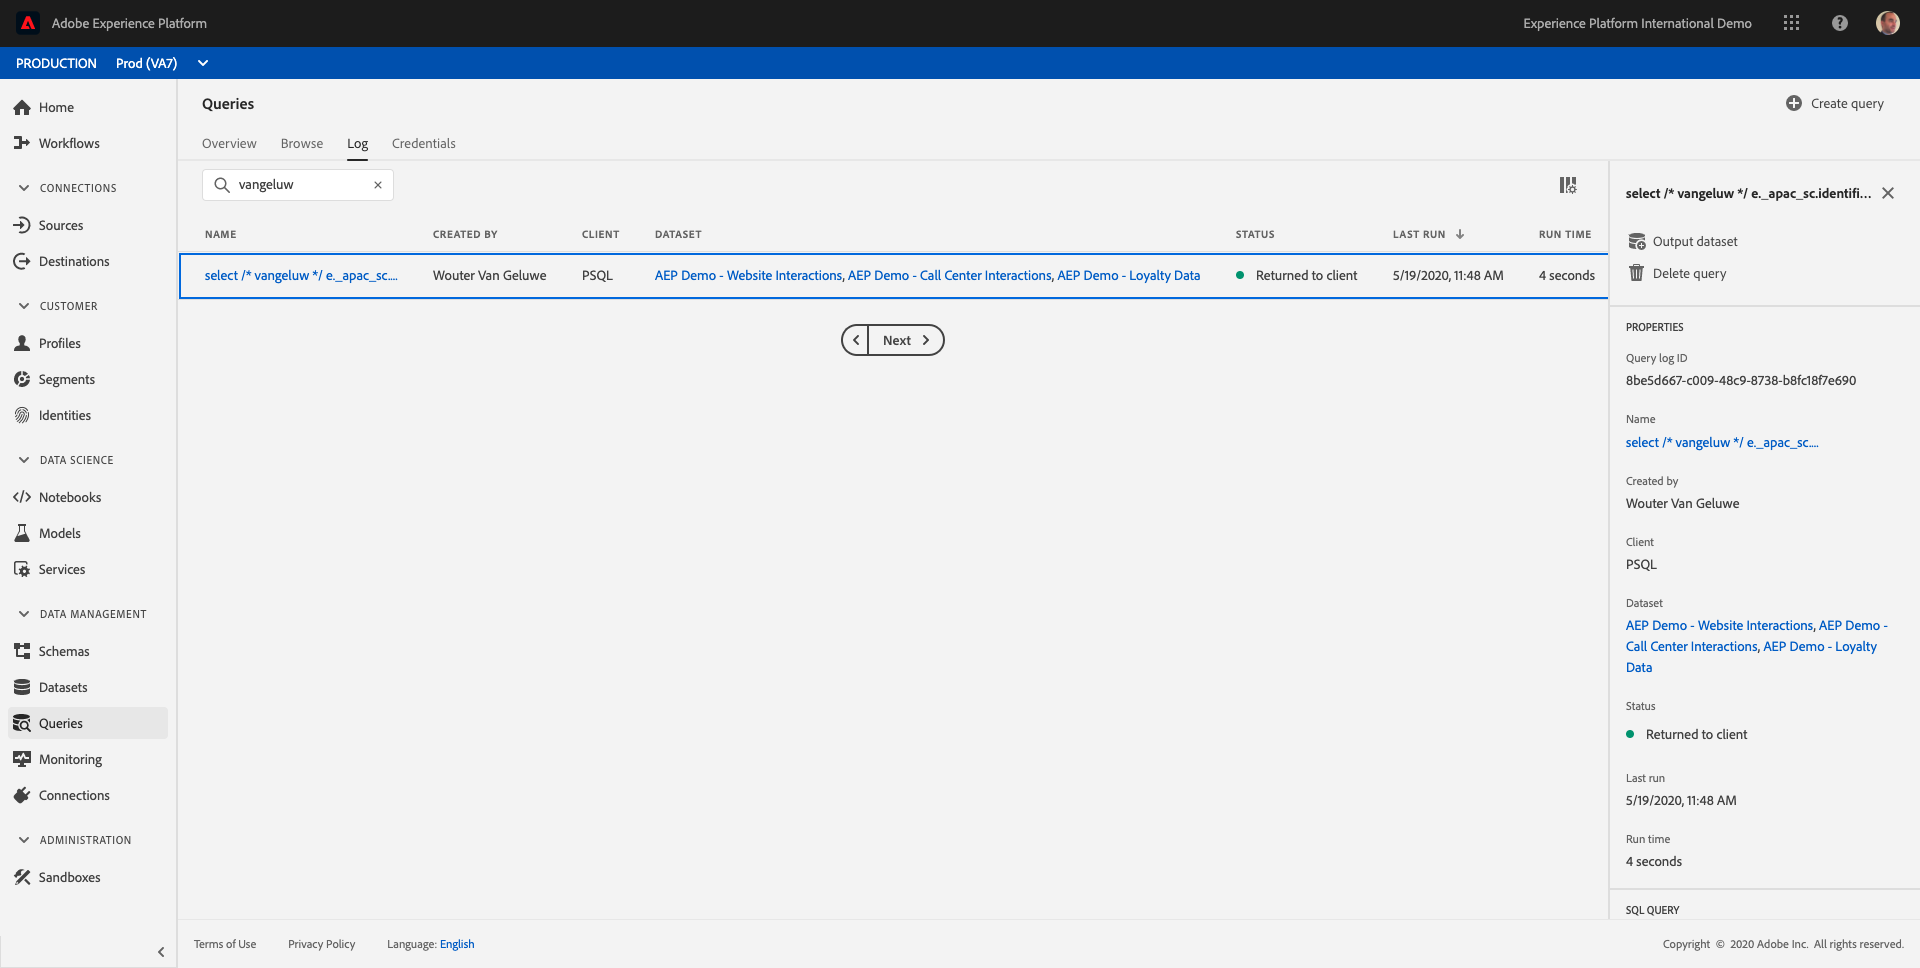 Adobe Experience Platform
Experience Platform International Demo
PRODUCTION Prod (VA7)
Home
Workflows
CONNECTIONS
Sources
Destinations
CUSTOMER
Profiles
Segments
Identities
DATA SCIENCE
Notebooks
Models
Services
DATA MANAGEMENT
Schemas
Datasets
Queries
Monitoring
Connections
ADMINISTRATION
Sandboxes
Queries
Create query
Overview Browse Log Credentials
vangeluw
NAME CREATED BY CLIENT DATASET STATUS LAST RUN RUN TIME
select /* vangeluw */ e._apac_sc.... Wouter Van Geluwe PSQL AEP Demo - Website Interactions, AEP Demo - Call Center Interactions, AEP Demo - Loyalty Data Returned to client 5/19/2020, 11:48 AM 4 seconds
Next
select /* vangeluw */ e._apac_sc.identifi...
Output dataset
Delete query
PROPERTIES
Query log ID
8be5d667-c009-48c9-8738-b8fc18f7e690
Name
select /* vangeluw */ e._apac_sc....
Created by
Wouter Van Geluwe
Client
PSQL
Dataset
AEP Demo - Website Interactions, AEP Demo -
Call Center Interactions, AEP Demo - Loyalty
Data
Status
Returned to client
Last run
5/19/2020, 11:48 AM
Run time
4 seconds
SQL QUERY
Terms of Use Privacy Policy Language: English
Copyright © 2020 Adobe Inc. All rights reserved.